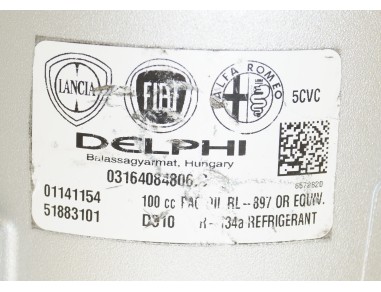 LANCIA FIAT ALFA ROMEO 5CVC
DELPHI
Balassagyarmat, Hungary
03164084806
01141154 100 cc PAG OIL RL-897 OR EQUIV.
51883101 R-134a REFRIGERANT